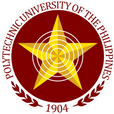 POLYTECHNIC UNIVERSITY OF THE PHILIPPINES
1904